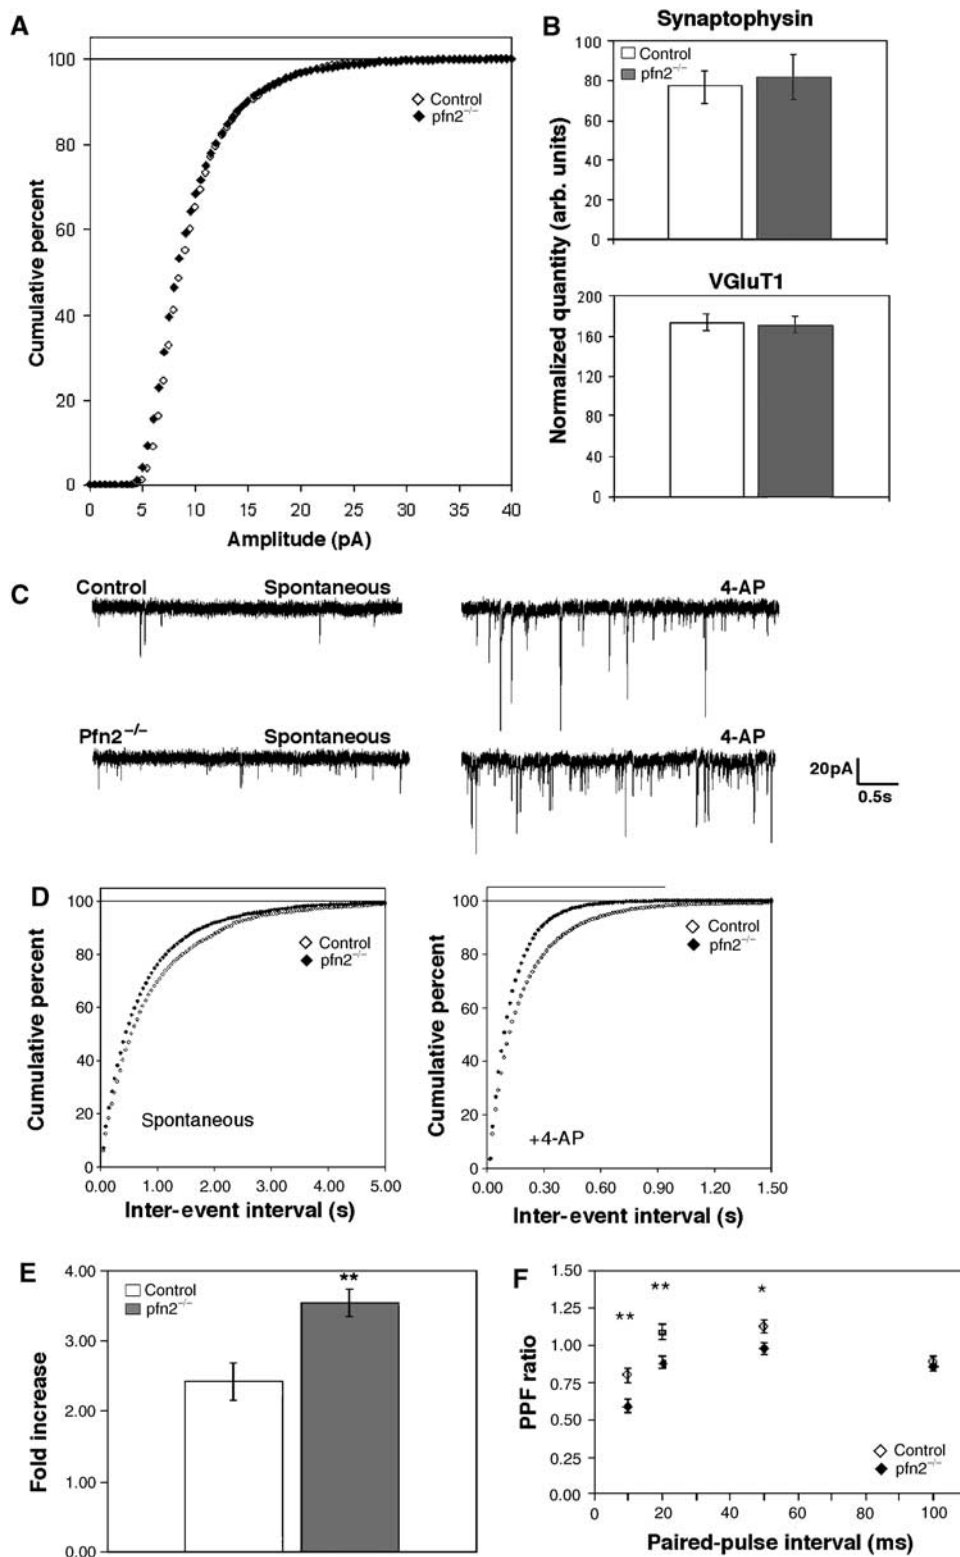 A
100
80
60
40
20
0
Cumulative percent
Control
pfn2⁻/⁻
0 5 10 15 20 25 30 35 40
Amplitude (pA)
B
Synaptophysin
100
80
60
40
20
0
Control
pfn2⁻/⁻
Normalized quantity (arb. units)
VGluT1
200
160
120
80
40
0
C
Control Spontaneous 4-AP
Pfn2⁻/⁻ Spontaneous 4-AP
20pA
0.5s
D
100
80
60
40
20
0
Cumulative percent
Control
pfn2⁻/⁻
Spontaneous
0.00 1.00 2.00 3.00 4.00 5.00
Inter-event interval (s)
100
80
60
40
20
0
Cumulative percent
Control
pfn2⁻/⁻
+4-AP
0.00 0.30 0.60 0.90 1.20 1.50
Inter-event interval (s)
E
4.00
3.00
2.00
1.00
0.00
Fold increase
Control
pfn2⁻/⁻
**
F
1.50
1.25
1.00
0.75
0.50
0.25
0.00
PPF ratio
**
**
*
Control
pfn2⁻/⁻
0 20 40 60 80 100
Paired-pulse interval (ms)